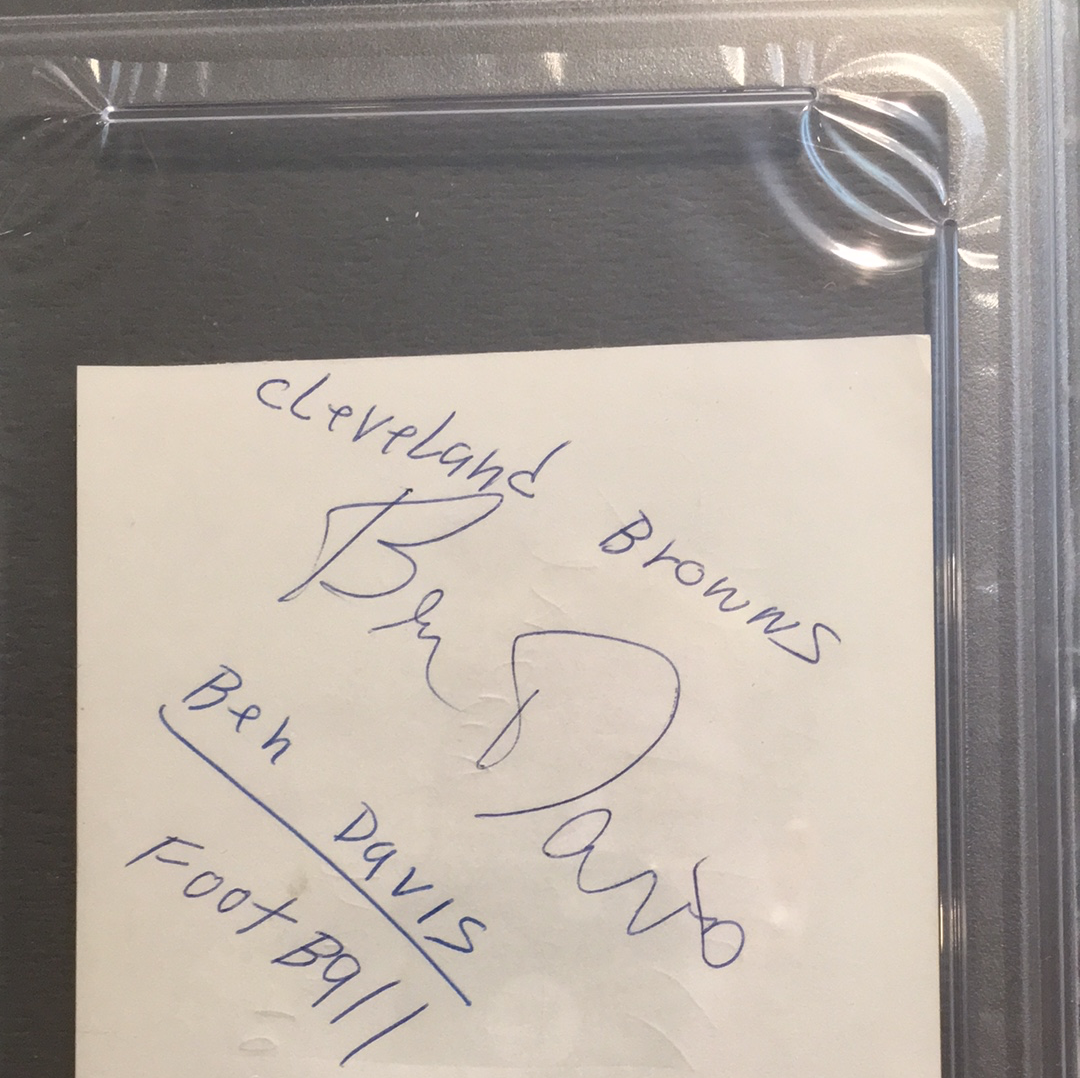 cleveland Browns
Ben Davis
Ben Davis
FootBall